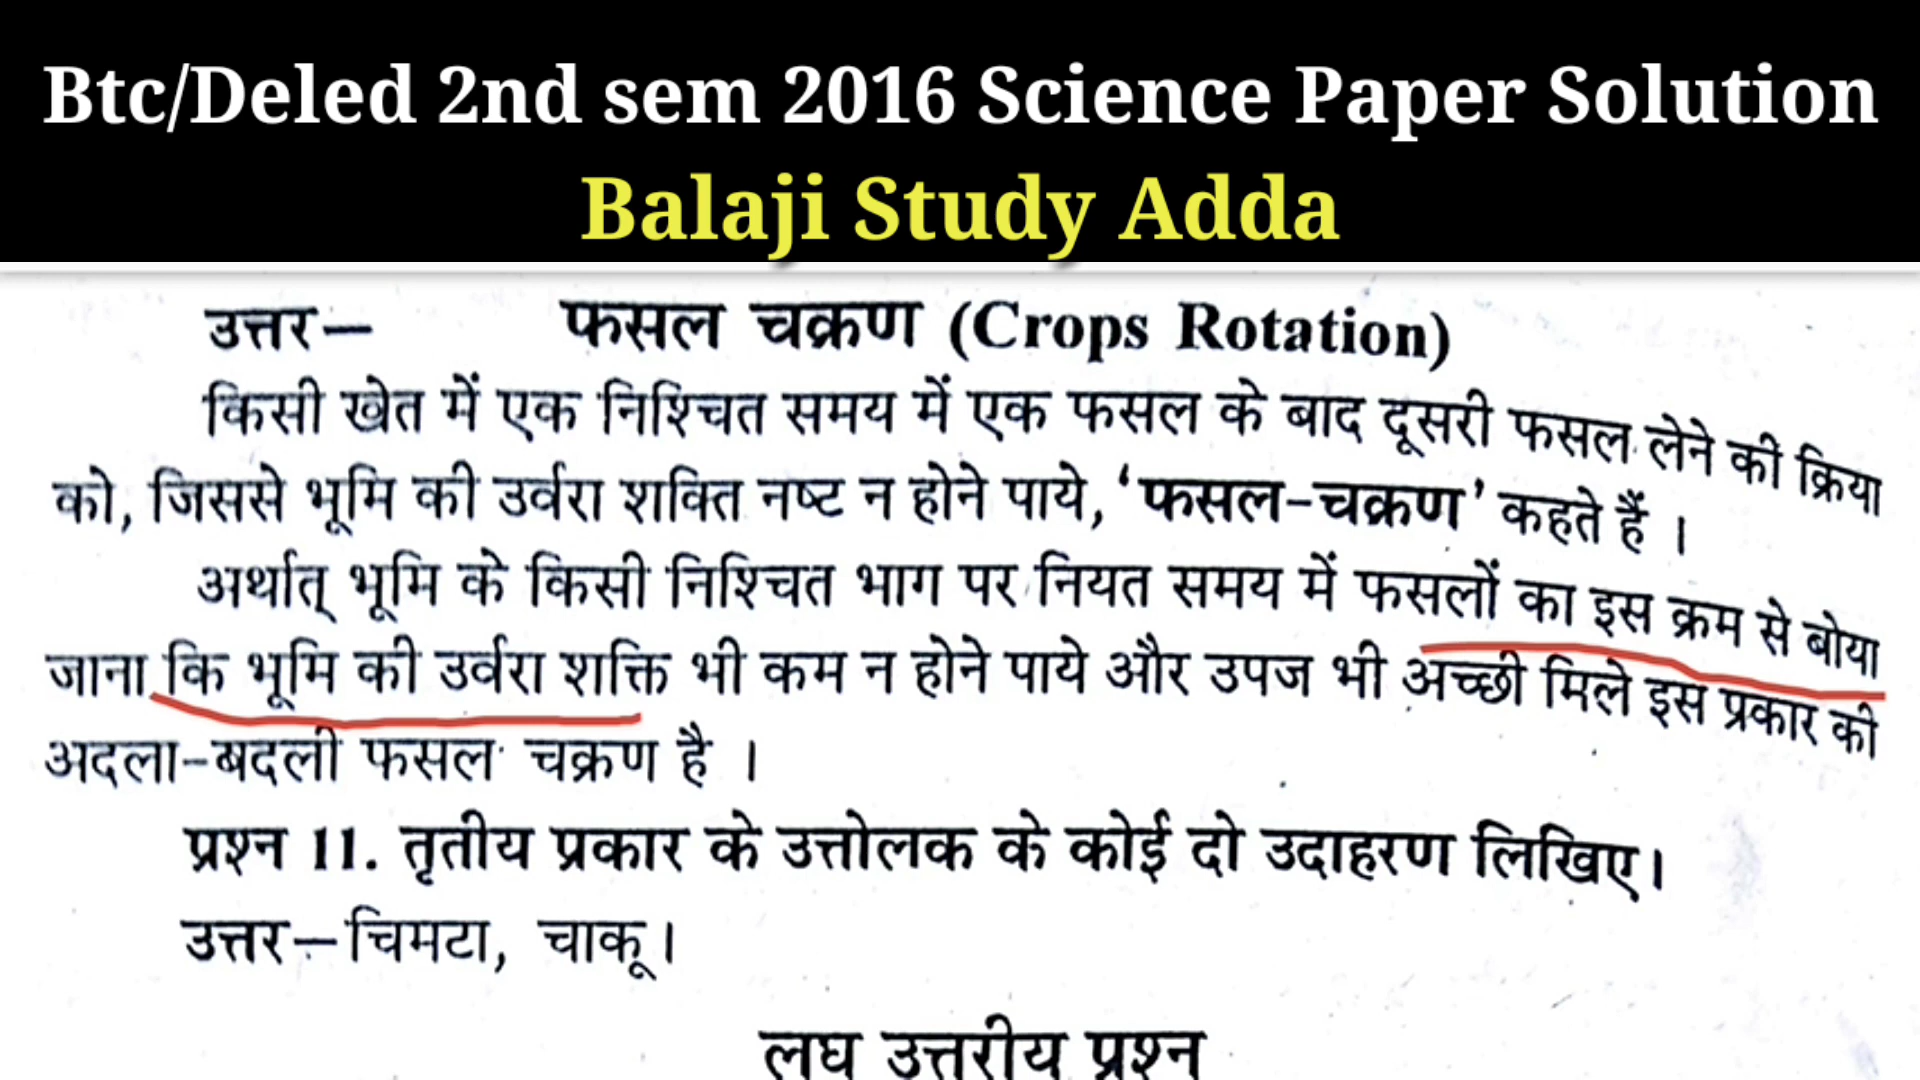 Btc/Deled 2nd sem 2016 Science Paper Solution
Balaji Study Adda
उत्तर— फसल चक्रण (Crops Rotation)
किसी खेत में एक निश्चित समय में एक फसल के बाद दूसरी फसल लेने की क्रिया
को, जिससे भूमि की उर्वरा शक्ति नष्ट न होने पाये, ‘फसल-चक्रण’ कहते हैं ।
अर्थात् भूमि के किसी निश्चित भाग पर नियत समय में फसलों का इस क्रम से बोया
जाना कि भूमि की उर्वरा शक्ति भी कम न होने पाये और उपज भी अच्छी मिले इस प्रकार की
अदला-बदली फसल चक्रण है ।
प्रश्न 11. तृतीय प्रकार के उत्तोलक के कोई दो उदाहरण लिखिए।
उत्तर—चिमटा, चाकू।
लघु उत्तरीय प्रश्न